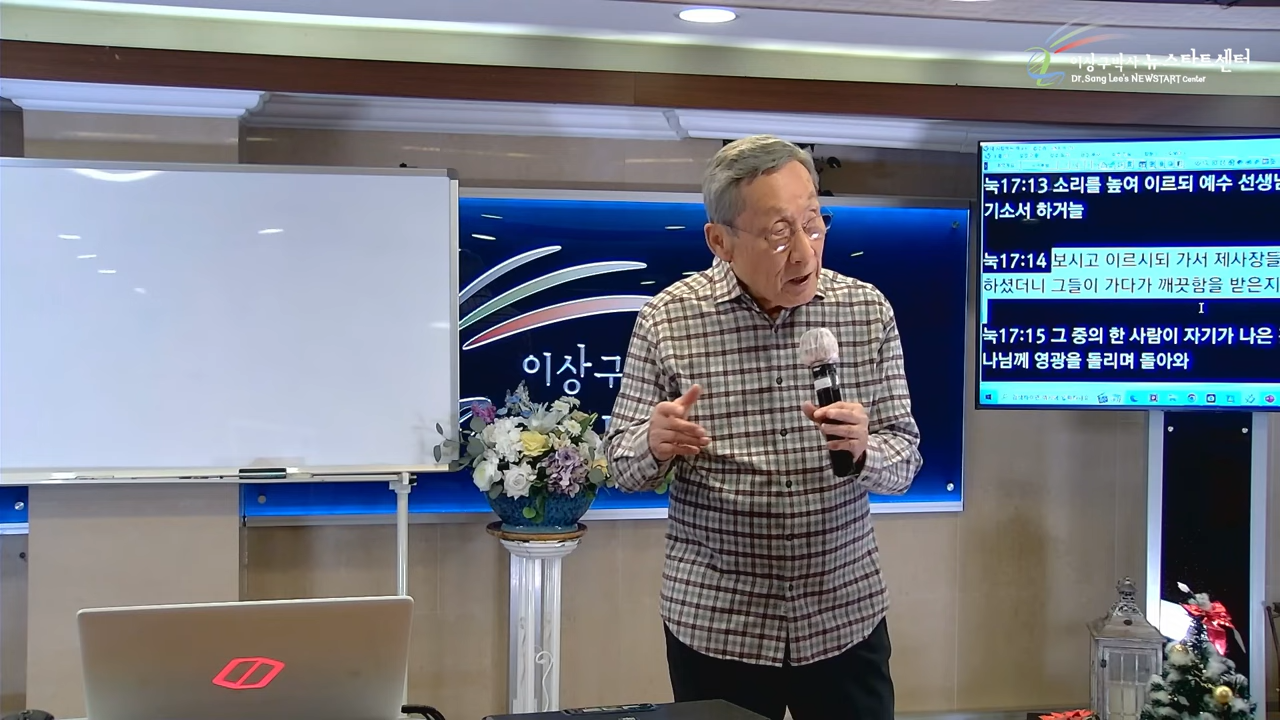 이상구박사 뉴 스타트 센터
Dr. Sang Lee's NEWSTART Center
눅17:13 소리를 높여 이르되 예수 선생님
기소서 하거늘
눅17:14 보시고 이르시되 가서 제사장들
하셨더니 그들이 가다가 깨끗함을 받은지
눅17:15 그 중의 한 사람이 자기가 나은
나님께 영광을 돌리며 돌아와
이상구